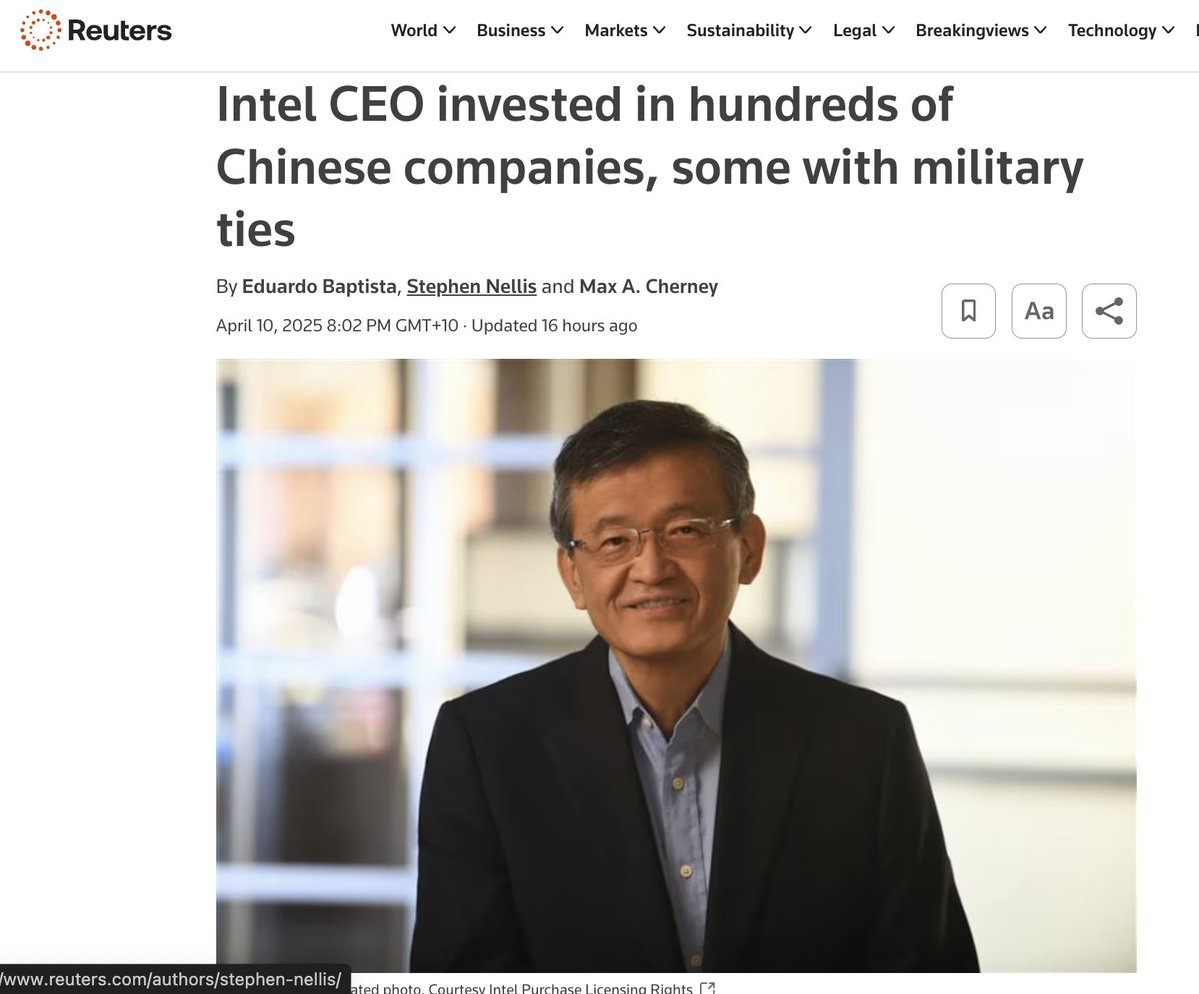 Reuters
World Business Markets Sustainability Legal Breakingviews Technology
Intel CEO invested in hundreds of
Chinese companies, some with military
ties
By Eduardo Baptista, Stephen Nellis and Max A. Cherney
April 10, 2025 8:02 PM GMT+10 · Updated 16 hours ago
Aa
/www.reuters.com/authors/stephen-nellis/
photo. Courtesy Intel Purchase Licensing Rights